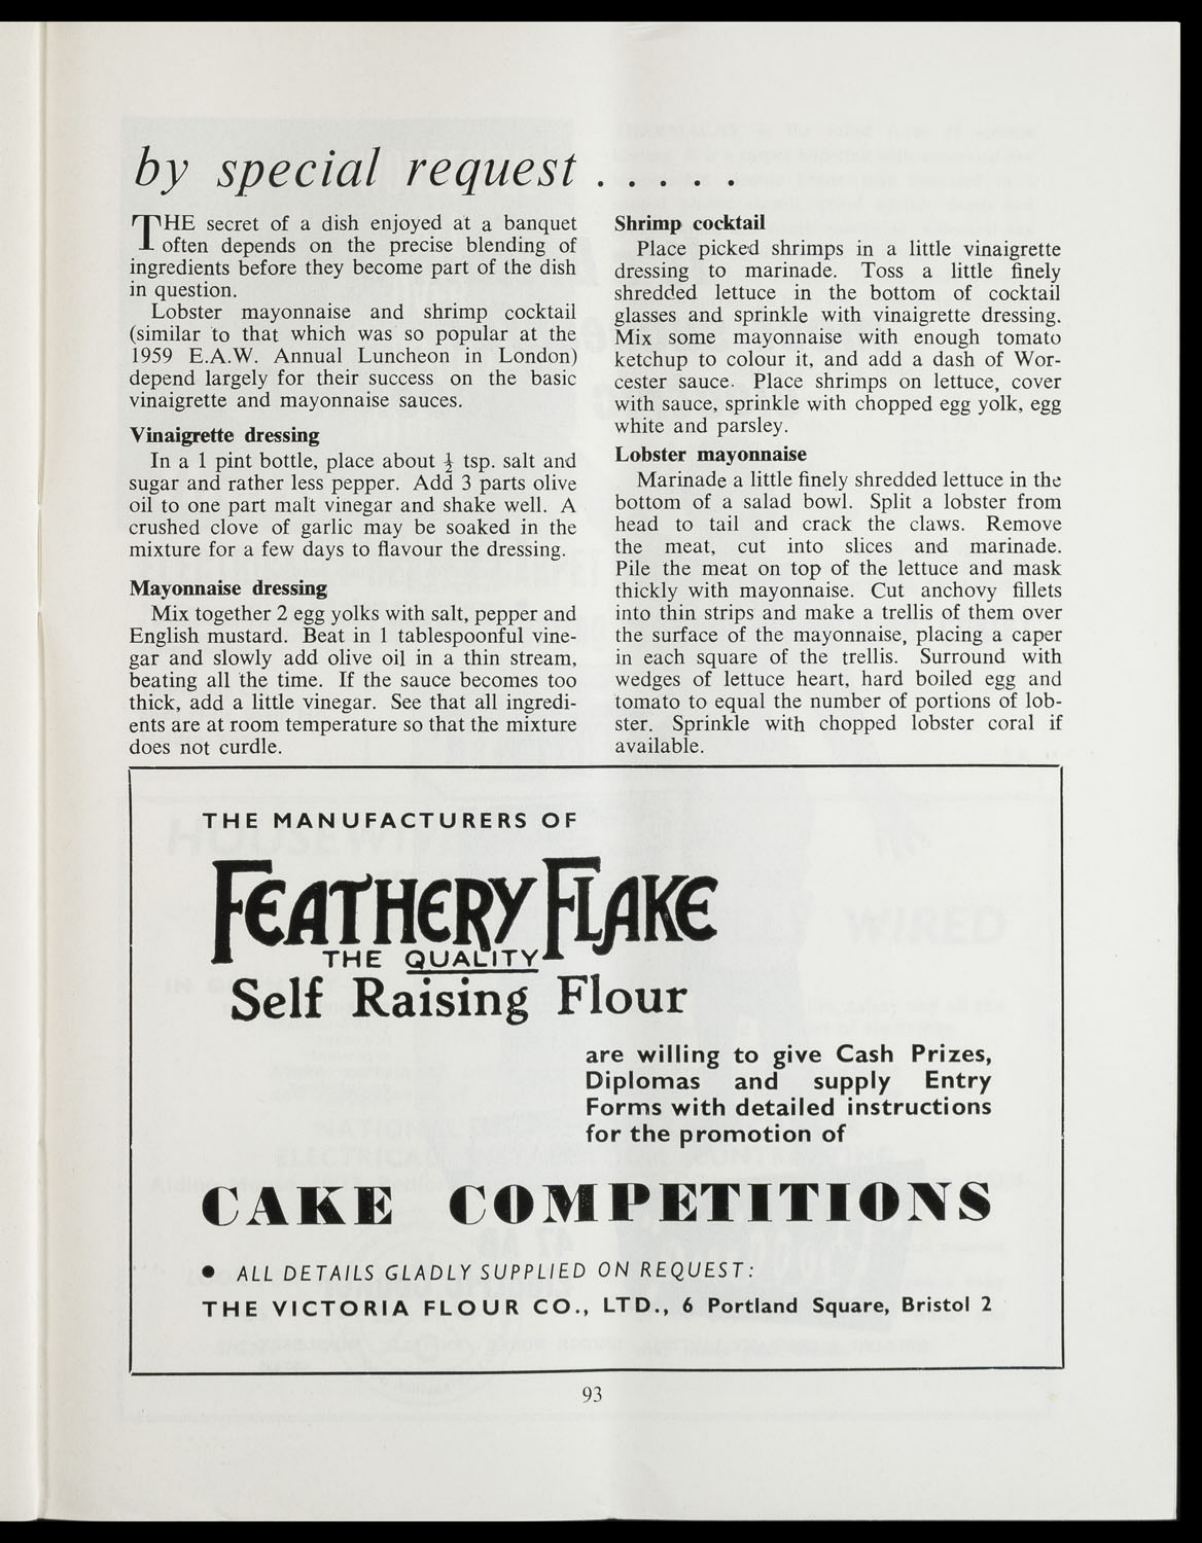 by special request . . . . .
THE secret of a dish enjoyed at a banquet
often depends on the precise blending of
ingredients before they become part of the dish
in question.
Lobster mayonnaise and shrimp cocktail
(similar to that which was so popular at the
1959 E.A.W. Annual Luncheon in London)
depend largely for their success on the basic
vinaigrette and mayonnaise sauces.
Vinaigrette dressing
In a 1 pint bottle, place about ½ tsp. salt and
sugar and rather less pepper. Add 3 parts olive
oil to one part malt vinegar and shake well. A
crushed clove of garlic may be soaked in the
mixture for a few days to flavour the dressing.
Mayonnaise dressing
Mix together 2 egg yolks with salt, pepper and
English mustard. Beat in 1 tablespoonful vine-
gar and slowly add olive oil in a thin stream,
beating all the time. If the sauce becomes too
thick, add a little vinegar. See that all ingredi-
ents are at room temperature so that the mixture
does not curdle.
Shrimp cocktail
Place picked shrimps in a little vinaigrette
dressing to marinade. Toss a little finely
shredded lettuce in the bottom of cocktail
glasses and sprinkle with vinaigrette dressing.
Mix some mayonnaise with enough tomato
ketchup to colour it, and add a dash of Wor-
cester sauce. Place shrimps on lettuce, cover
with sauce, sprinkle with chopped egg yolk, egg
white and parsley.
Lobster mayonnaise
Marinade a little finely shredded lettuce in the
bottom of a salad bowl. Split a lobster from
head to tail and crack the claws. Remove
the meat, cut into slices and marinade.
Pile the meat on top of the lettuce and mask
thickly with mayonnaise. Cut anchovy fillets
into thin strips and make a trellis of them over
the surface of the mayonnaise, placing a caper
in each square of the trellis. Surround with
wedges of lettuce heart, hard boiled egg and
tomato to equal the number of portions of lob-
ster. Sprinkle with chopped lobster coral if
available.
THE MANUFACTURERS OF
FEATHERY FLAKE
THE QUALITY
Self Raising Flour
are willing to give Cash Prizes,
Diplomas and supply Entry
Forms with detailed instructions
for the promotion of
CAKE COMPETITIONS
● ALL DETAILS GLADLY SUPPLIED ON REQUEST:
THE VICTORIA FLOUR CO., LTD., 6 Portland Square, Bristol 2
93